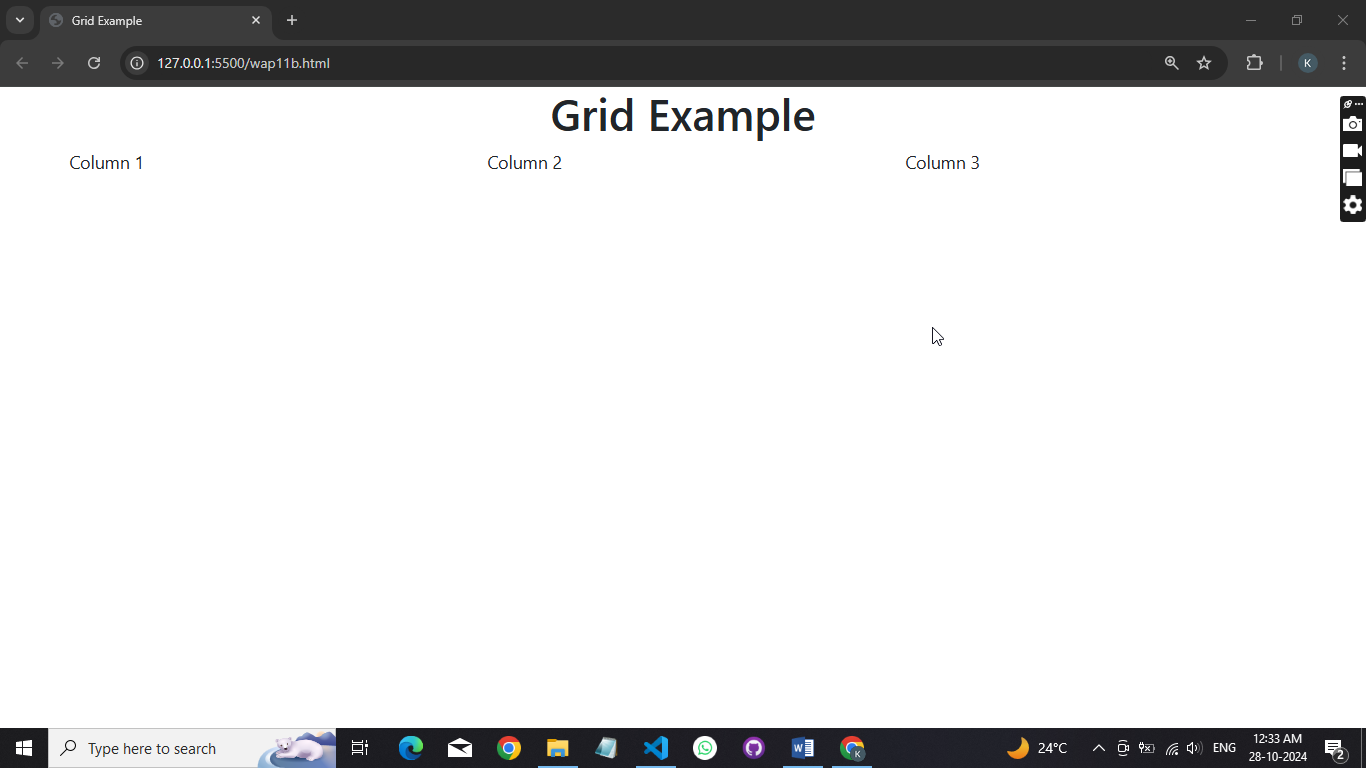 Grid Example
127.0.0.1:5500/wap11b.html
K
Grid Example
Column 1 Column 2 Column 3
Type here to search
K
24°C
ENG
12:33 AM
28-10-2024
2